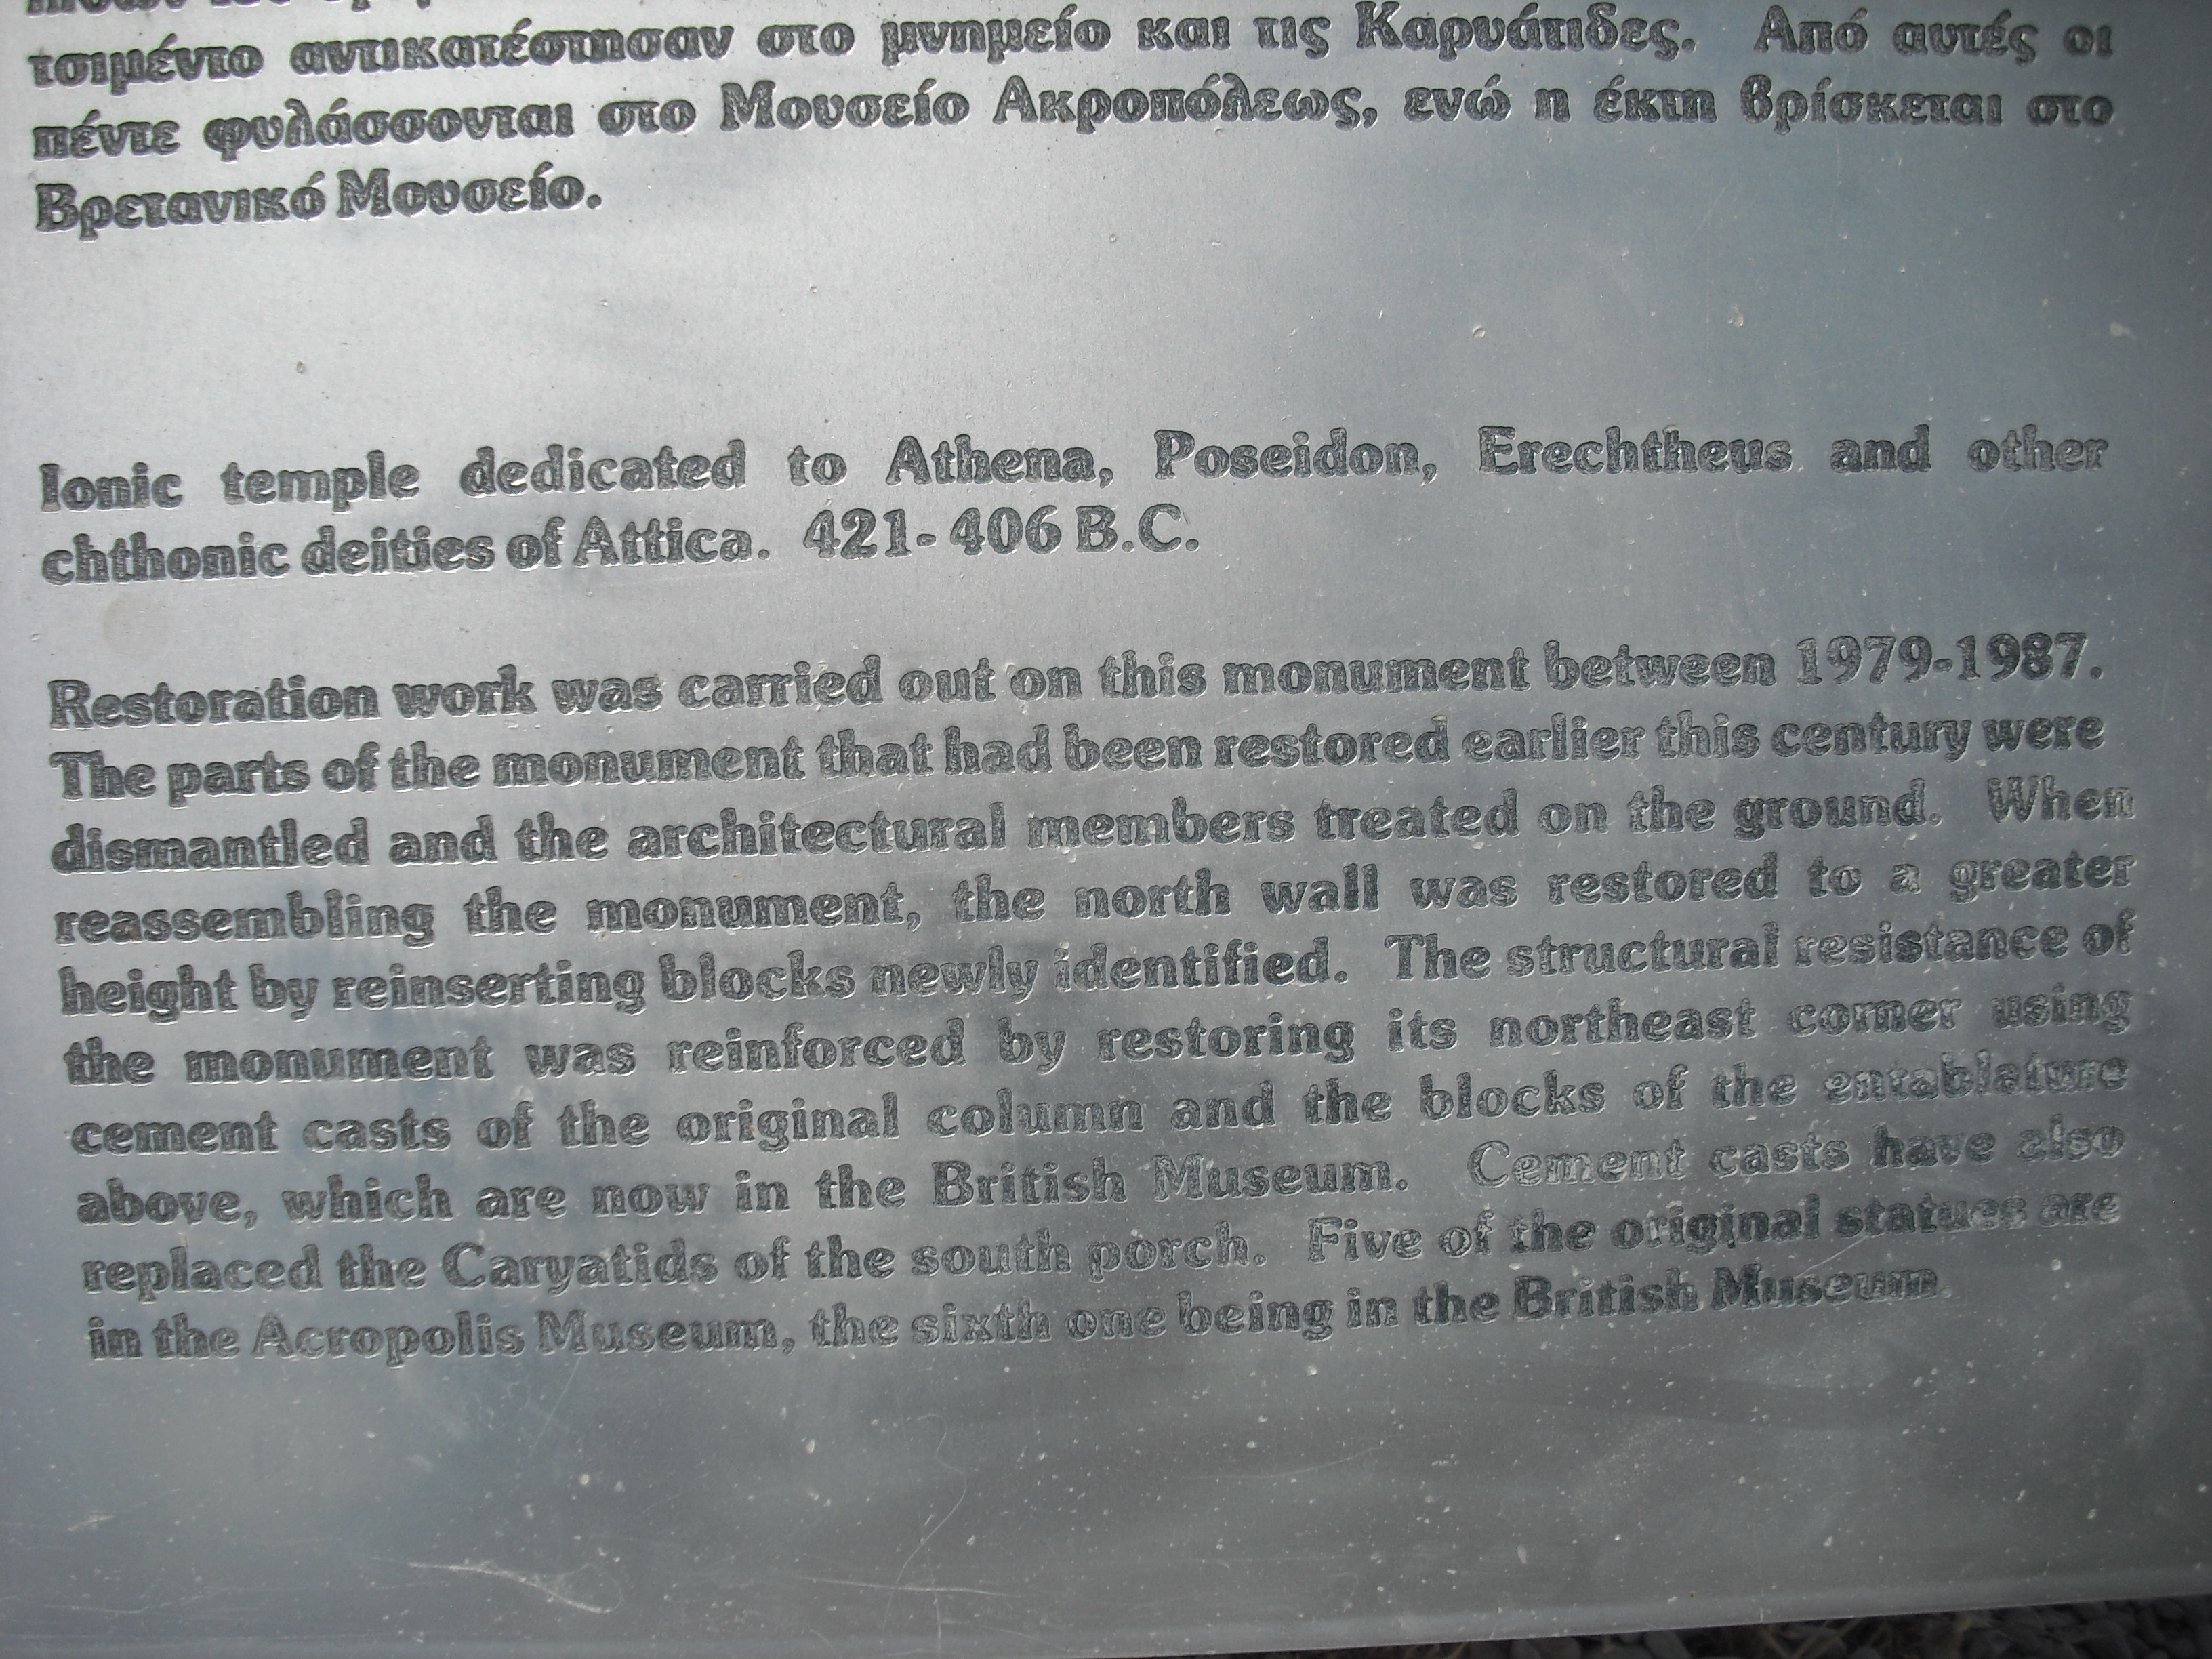 τσιμέντο αντικατέστησαν στο μνημείο και τις Καρυάτιδες. Από αυτές οι
πέντε φυλάσσονται στο Μουσείο Ακροπόλεως, ενώ η έκτη βρίσκεται στο
Βρετανικό Μουσείο.
Ionic temple dedicated to Athena, Poseidon, Erechtheus and other
chthonic deities of Attica. 421-406 B.C.
Restoration work was carried out on this monument between 1979-1987.
The parts of the monument that had been restored earlier this century were
dismantled and the architectural members treated on the ground. When
reassembling the monument, the north wall was restored to a greater
height by reinserting blocks newly identified. The structural resistance of
the monument was reinforced by restoring its northeast corner using
cement casts of the original column and the blocks of the entablature
above, which are now in the British Museum. Cement casts have also
replaced the Caryatids of the south porch. Five of the original statues are
in the Acropolis Museum, the sixth one being in the British Museum.